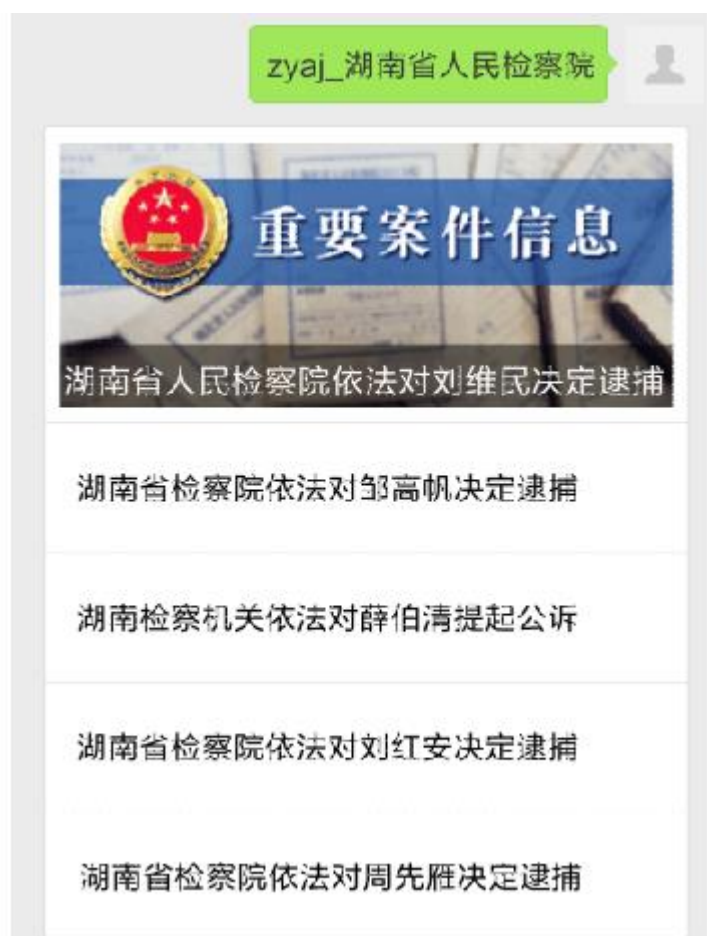 zyaj_湖南省人民检察院
重要案件信息
湖南省人民检察院依法对刘维民决定逮捕
湖南省检察院依法对邹高帆决定逮捕
湖南检察机关依法对薛伯清提起公诉
湖南省检察院依法对刘红安决定逮捕
湖南省检察院依法对周先雁决定逮捕